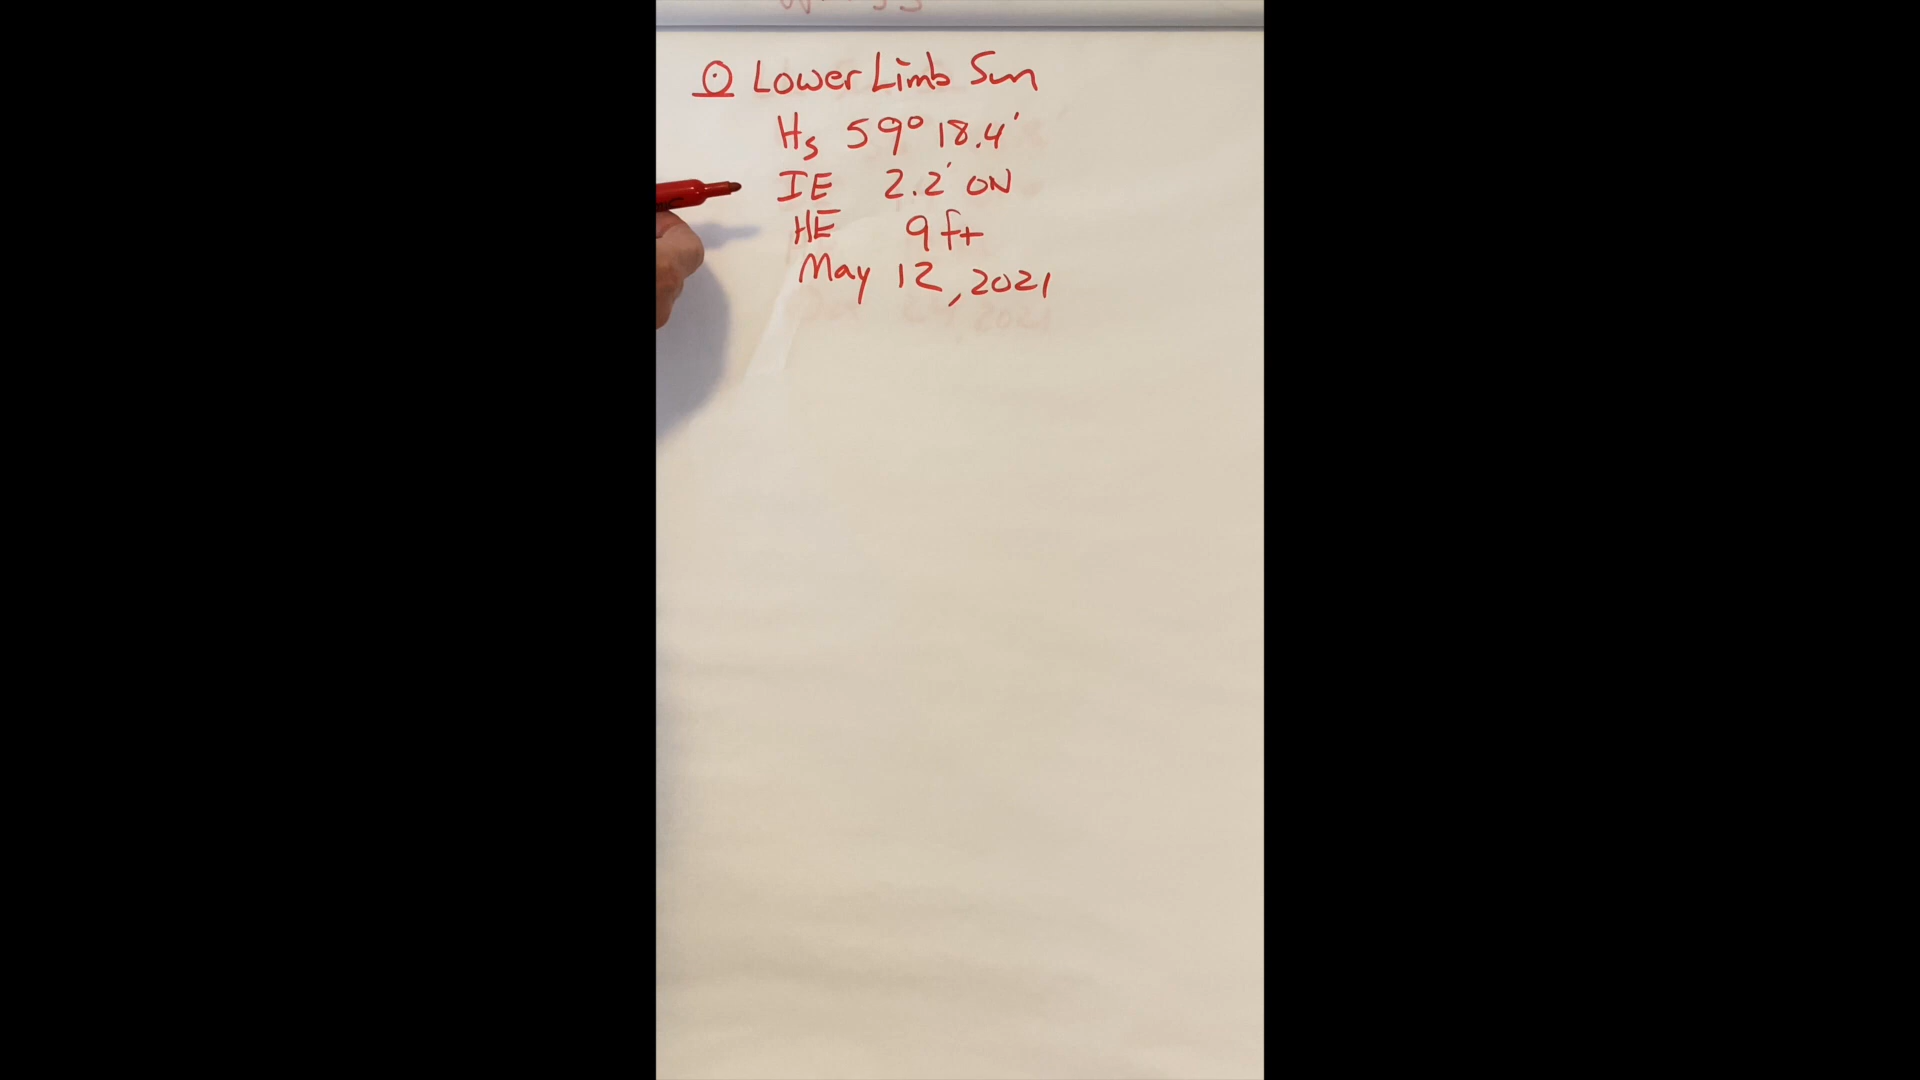 ⨀ Lower Limb Sun
Hs 59° 18.4'
IE 2.2' ON
HE 9 ft
May 12, 2021